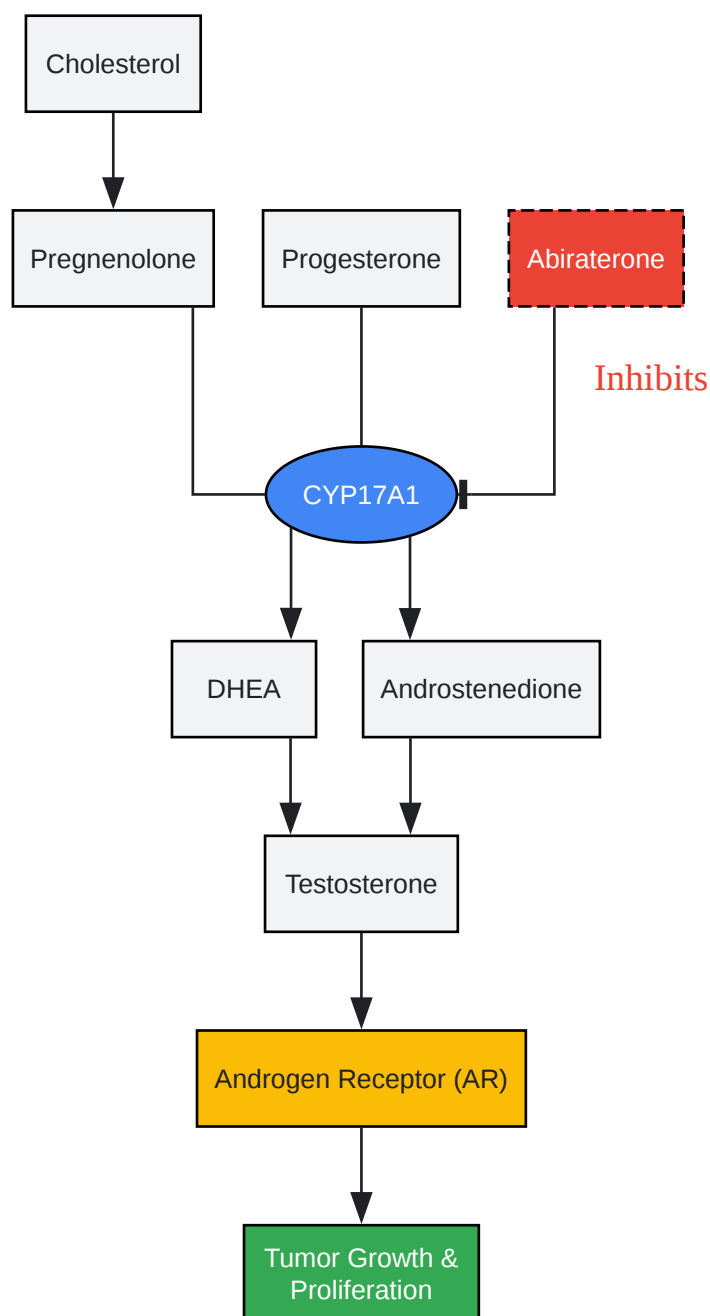 Cholesterol
Pregnenolone
Progesterone
Abiraterone
Inhibits
CYP17A1
DHEA
Androstenedione
Testosterone
Androgen Receptor (AR)
Tumor Growth &
Proliferation